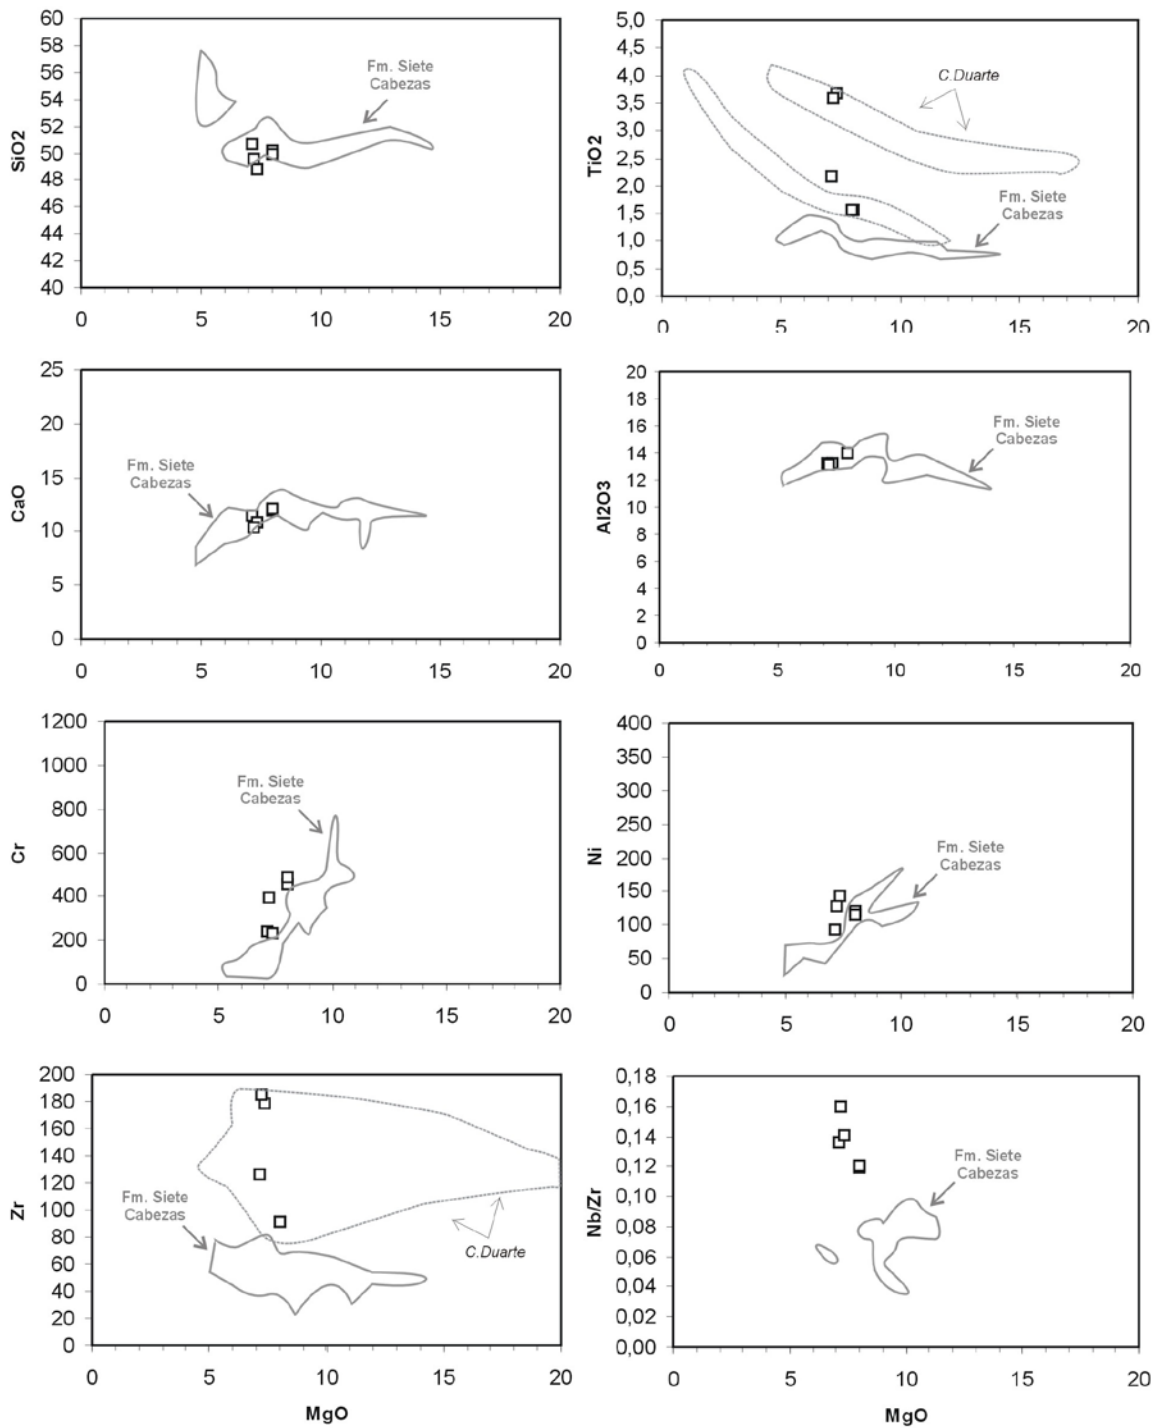 60
58
56
54
52
50
48
46
44
42
40
SiO2
Fm. Siete
Cabezas
0 5 10 15 20
5,0
4,5
4,0
3,5
3,0
2,5
2,0
1,5
1,0
0,5
0,0
TiO2
C.Duarte
Fm. Siete
Cabezas
0 5 10 15 20
25
20
15
10
5
0
CaO
Fm. Siete
Cabezas
0 5 10 15 20
20
18
16
14
12
10
8
6
4
2
0
Al2O3
Fm. Siete
Cabezas
0 5 10 15 20
1200
1000
800
600
400
200
0
Cr
Fm. Siete
Cabezas
0 5 10 15 20
400
350
300
250
200
150
100
50
0
Ni
Fm. Siete
Cabezas
0 5 10 15 20
200
180
160
140
120
100
80
60
40
20
0
Zr
Fm. Siete
Cabezas
C.Duarte
0 5 10 15 20
MgO
0,18
0,16
0,14
0,12
0,10
0,08
0,06
0,04
0,02
0,00
Nb/Zr
Fm. Siete
Cabezas
0 5 10 15 20
MgO